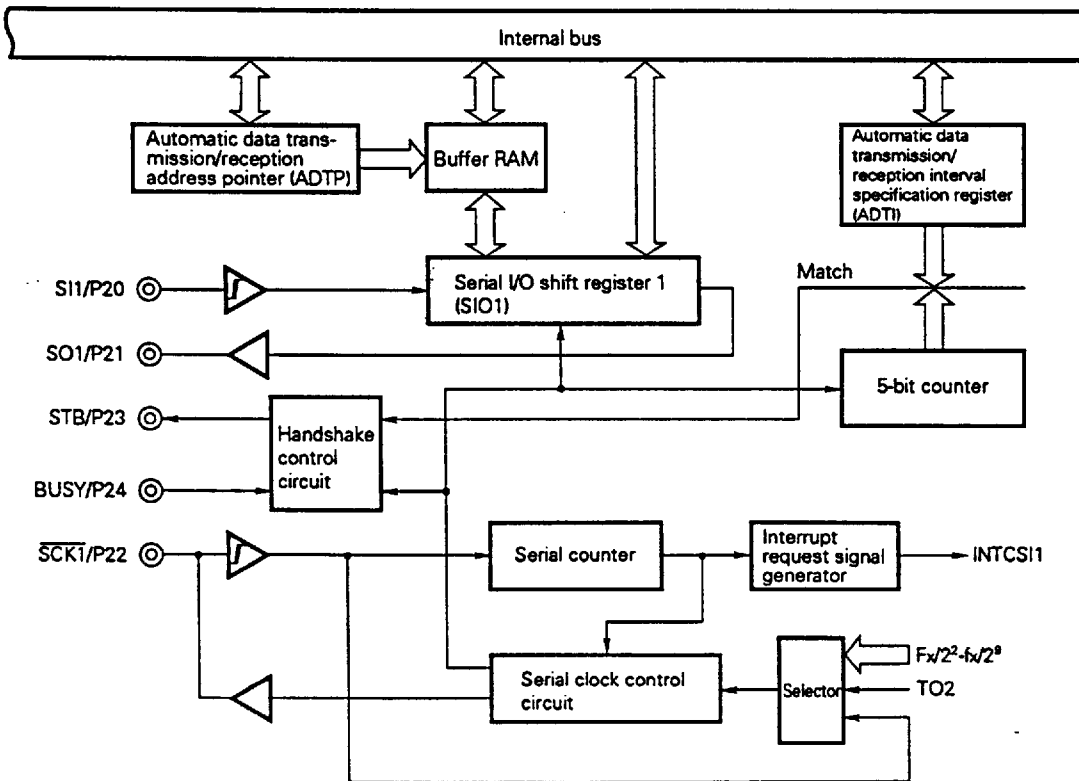 Internal bus
Automatic data trans-
mission/reception
address pointer (ADTP)
Buffer RAM
Automatic data
transmission/
reception interval
specification register
(ADTI)
SI1/P20
Serial I/O shift register 1
(SIO1)
Match
SO1/P21
5-bit counter
STB/P23
Handshake
control
circuit
BUSY/P24
SCK1/P22
Serial counter
Interrupt
request signal
generator
INTCSI1
Serial clock control
circuit
Selector
Fx/2²-fx/2⁹
TO2